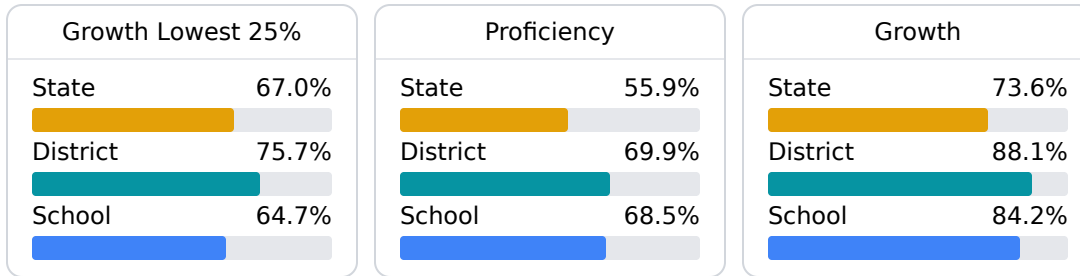 Growth Lowest 25%
State 67.0%
District 75.7%
School 64.7%
Proficiency
State 55.9%
District 69.9%
School 68.5%
Growth
State 73.6%
District 88.1%
School 84.2%